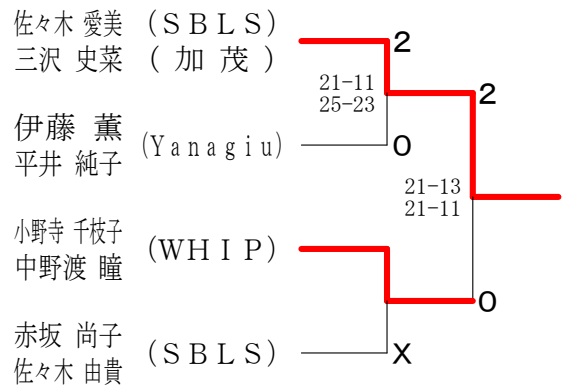 佐々木 愛美 (SBLS) 2
三沢 史菜 (加茂)
21-11
25-23
2
伊藤 薫 (Yanagiu) 0
平井 純子
21-13
21-11
小野寺 千枝子 (WHIP)
中野渡 瞳
0
赤坂 尚子 (SBLS) X
佐々木 由貴